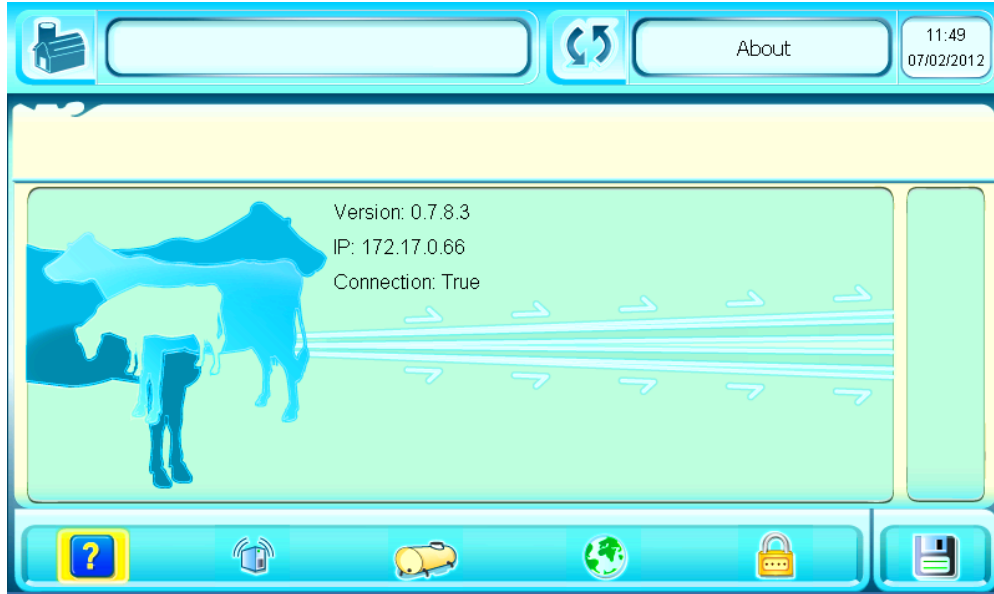 About
11:49
07/02/2012
Version: 0.7.8.3
IP: 172.17.0.66
Connection: True
?